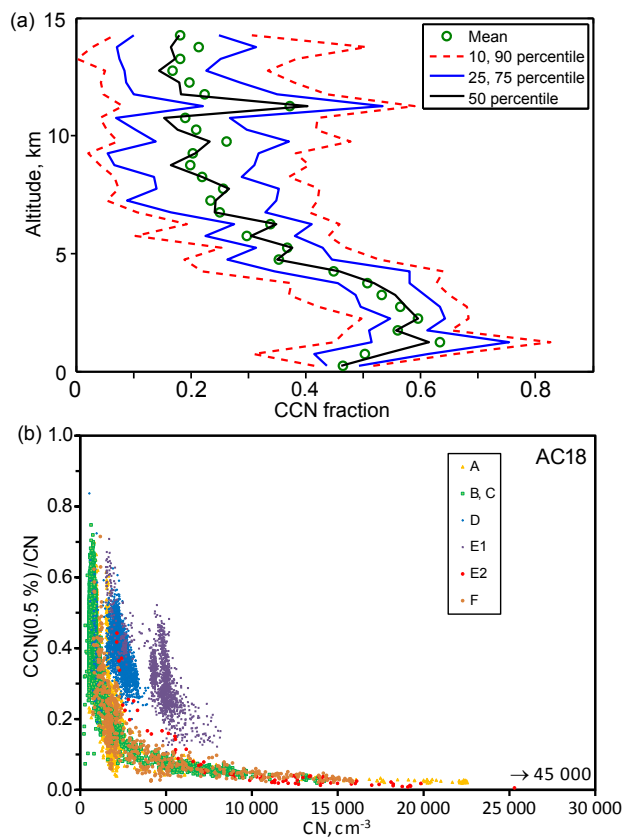 (a)
15
10
5
0
Altitude, km
Mean
10, 90 percentile
25, 75 percentile
50 percentile
0
0.2
0.4
0.6
0.8
CCN fraction
(b)
1.0
0.8
0.6
0.4
0.2
0.0
CCN(0.5 %) /CN
AC18
A
B, C
D
E1
E2
F
→ 45 000
0
5 000
10 000
15 000
20 000
25 000
30 000
CN, cm⁻³